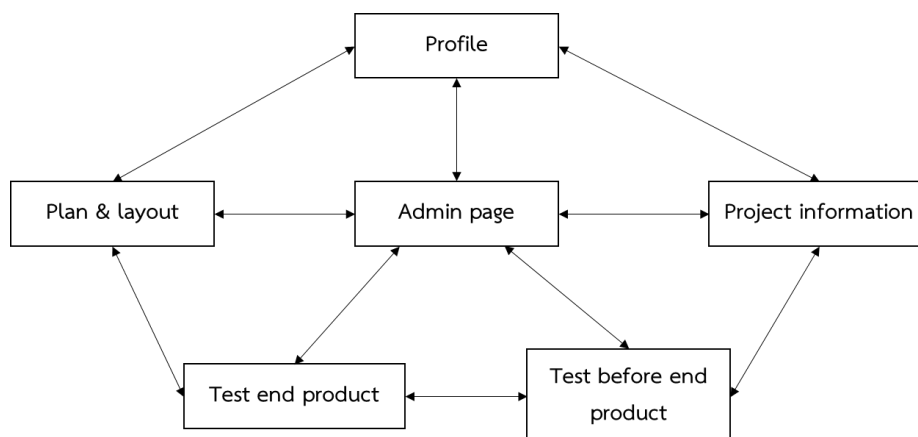 Profile
Plan & layout
Admin page
Project information
Test end product
Test before end
product